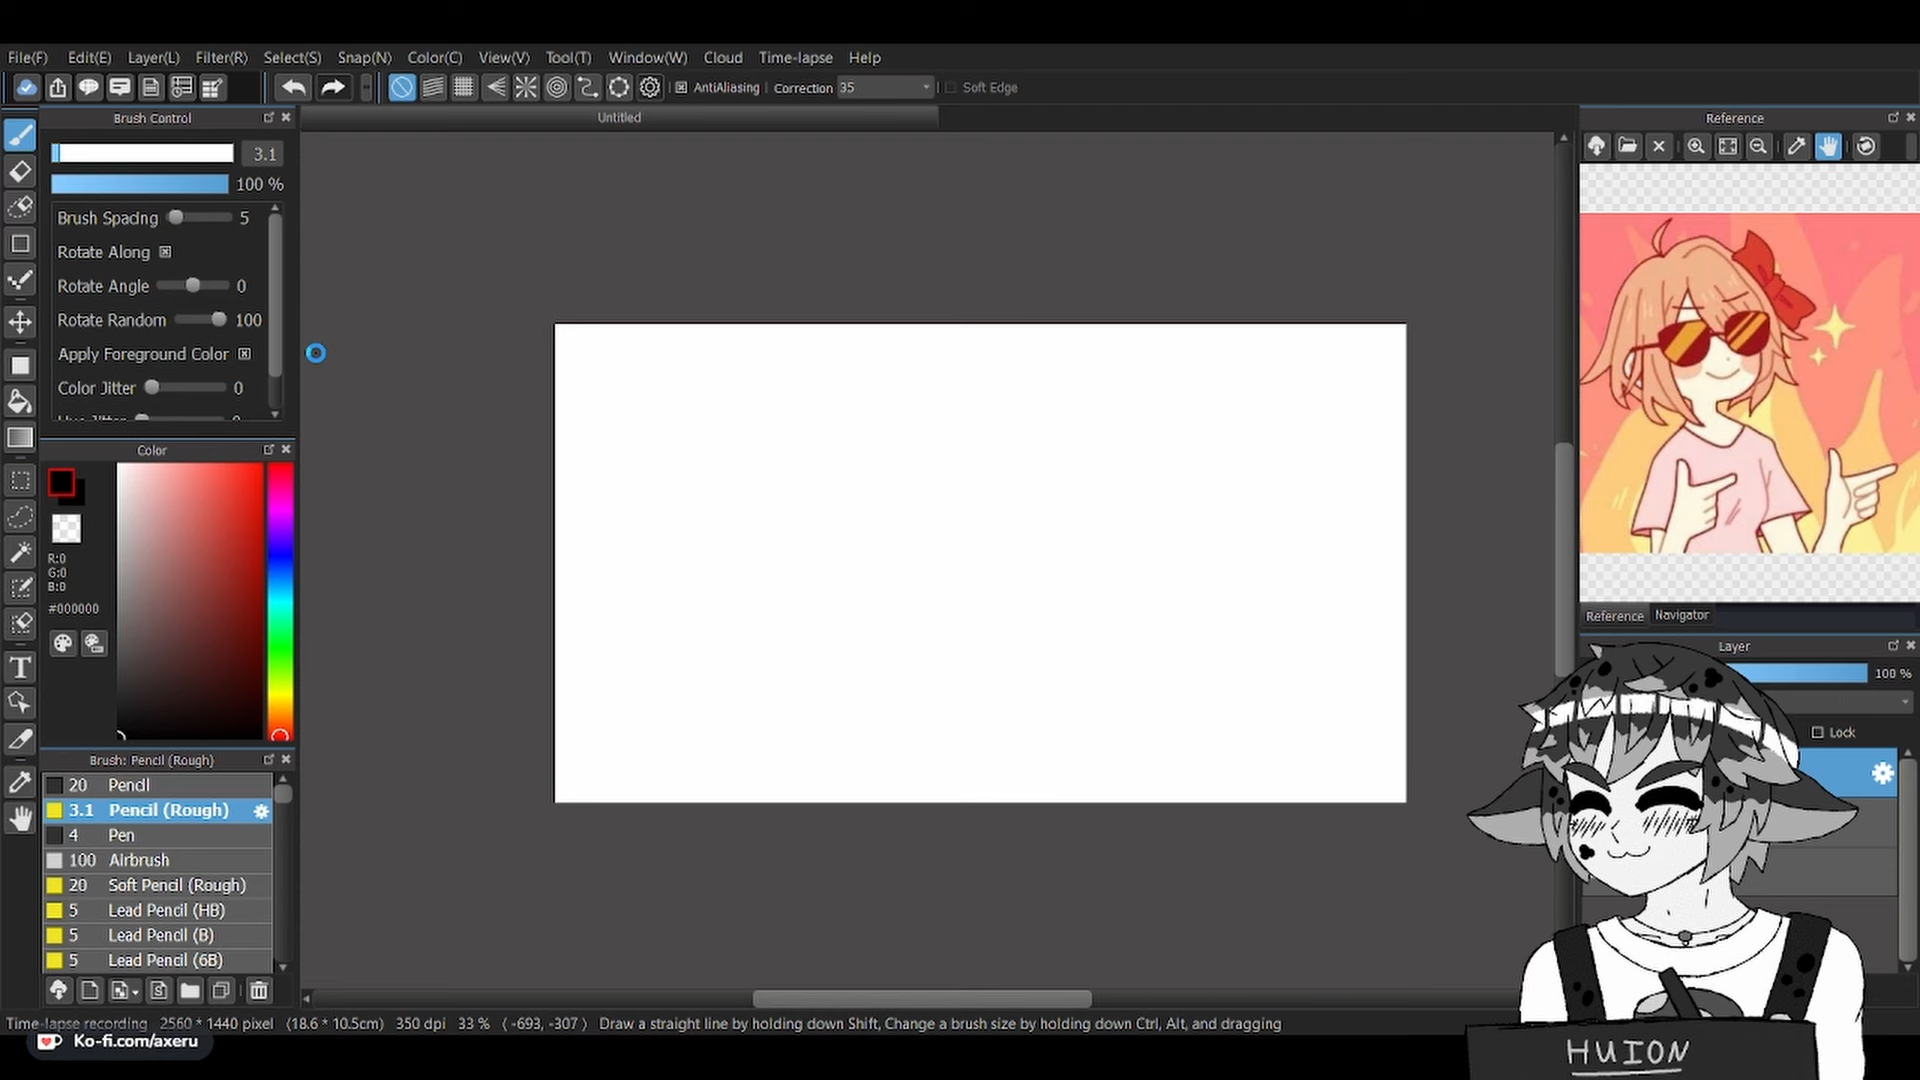 File(F) Edit(E) Layer(L) Filter(R) Select(S) Snap(N) Color(C) View(V) Tool(T) Window(W) Cloud Time-lapse Help
AntiAliasing Correction 35 Soft Edge
Brush Control
Untitled
Reference
3.1
100 %
Brush Spacing 5
Rotate Along
Rotate Angle 0
Rotate Random 100
Apply Foreground Color
Color Jitter 0
Color
R:0
G:0
B:0
#000000
Reference Navigator
Layer
100 %
Lock
Brush: Pencil (Rough)
20 Pencil
3.1 Pencil (Rough)
4 Pen
100 Airbrush
20 Soft Pencil (Rough)
5 Lead Pencil (HB)
5 Lead Pencil (B)
5 Lead Pencil (6B)
Time-lapse recording 2560 * 1440 pixel (18.6 * 10.5cm) 350 dpi 33 % ( -693, -307 ) Draw a straight line by holding down Shift, Change a brush size by holding down Ctrl, Alt, and dragging
Ko-fi.com/axeru
HUION